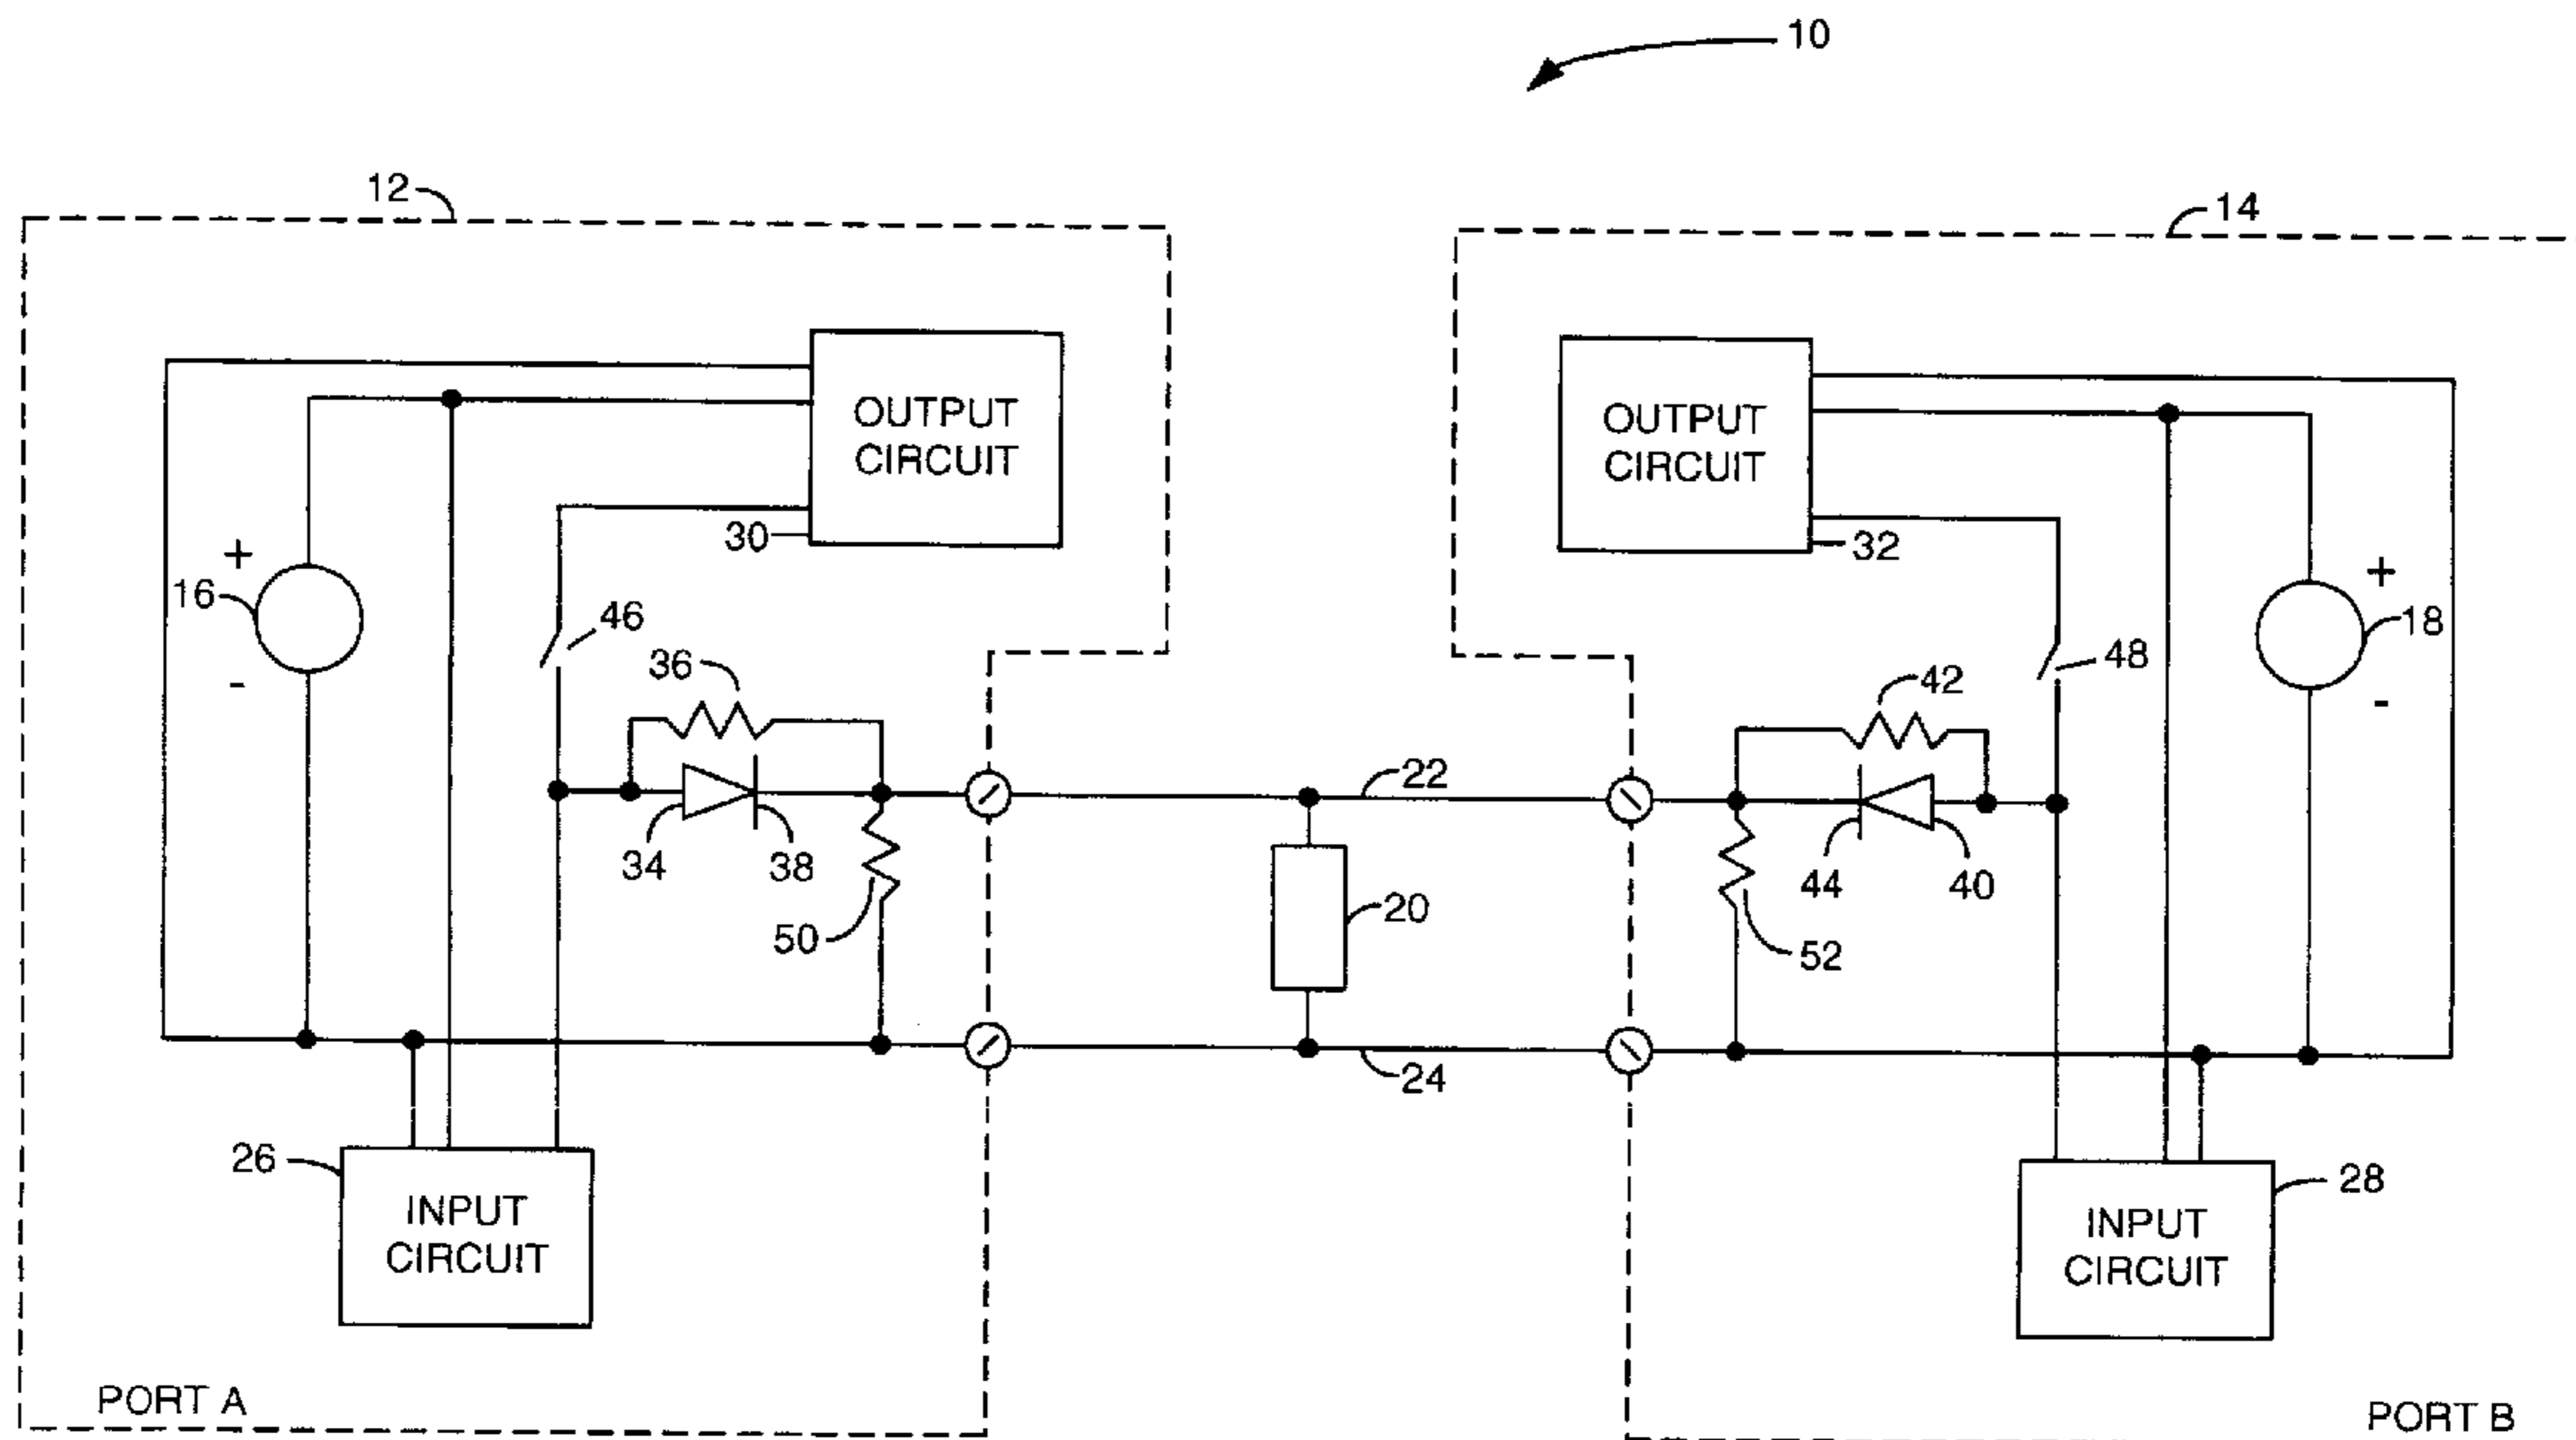 10
12
14
OUTPUT
CIRCUIT
30
OUTPUT
CIRCUIT
32
+
16
-
46
36
34
38
50
22
20
24
42
44
40
52
48
+
18
-
26
INPUT
CIRCUIT
28
INPUT
CIRCUIT
PORT A
PORT B